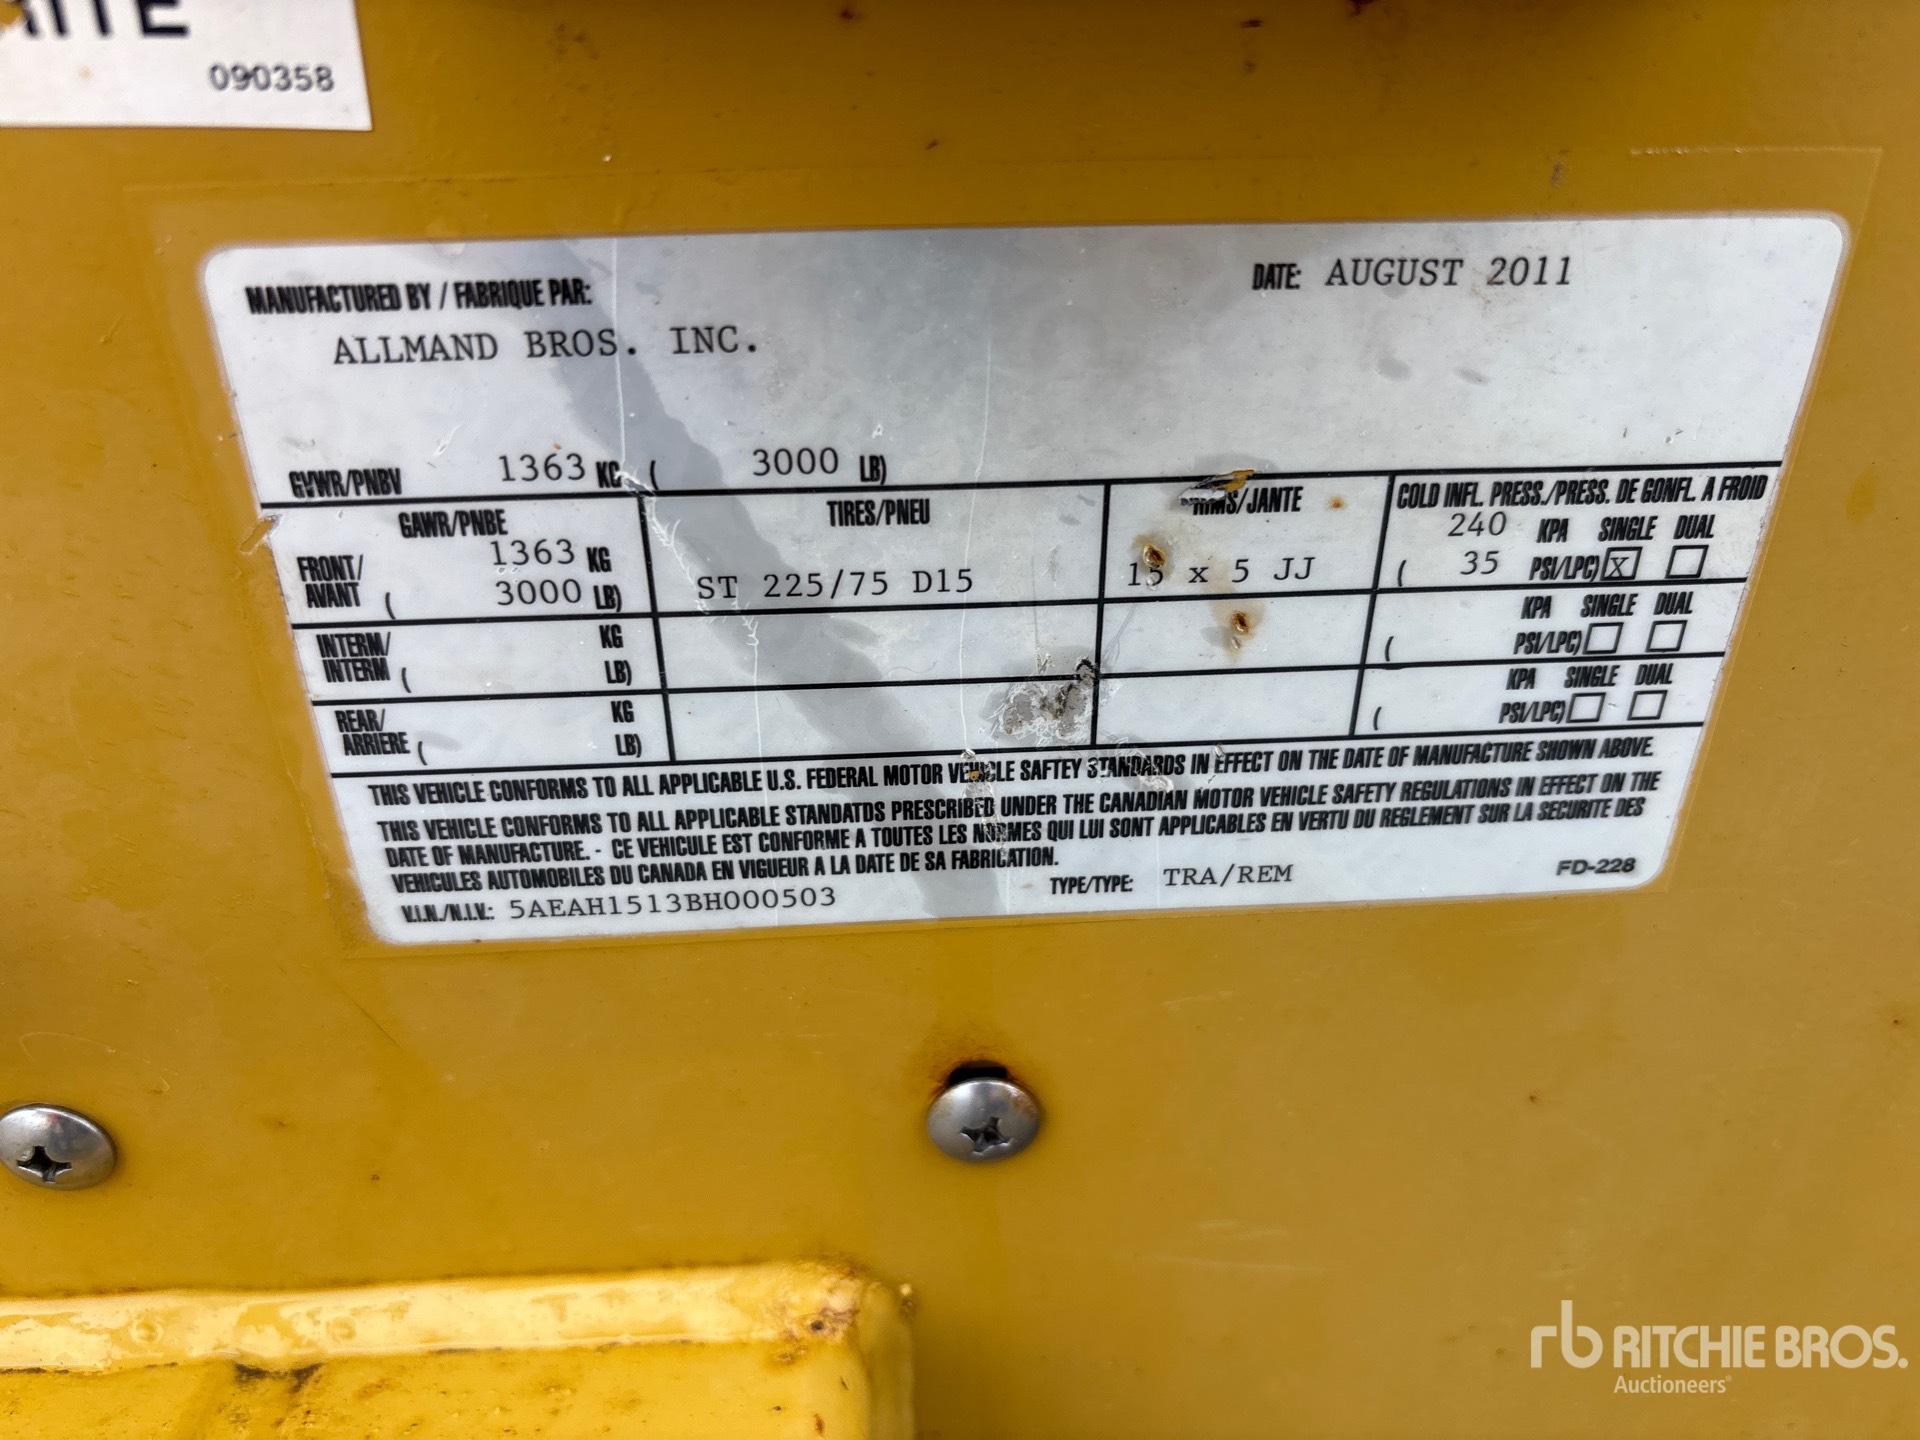 090358
MANUFACTURED BY / FABRIQUE PAR:
DATE: AUGUST 2011
ALLMAND BROS. INC.
GVWR/PNBV 1363 KG ( 3000 LB)
GAWR/PNBE TIRES/PNEU RIMS/JANTE COLD INFL. PRESS./PRESS. DE GONFL. A FROID
FRONT/ 1363 KG 240 KPA SINGLE DUAL
AVANT ( 3000 LB) ST 225/75 D15 15 x 5 JJ ( 35 PSI/LPC) X
INTERM/ KG KPA SINGLE DUAL
INTERM ( LB) ( PSI/LPC)
REAR/ KG KPA SINGLE DUAL
ARRIERE ( LB) ( PSI/LPC)
THIS VEHICLE CONFORMS TO ALL APPLICABLE U.S. FEDERAL MOTOR VEHICLE SAFTEY STANDARDS IN EFFECT ON THE DATE OF MANUFACTURE SHOWN ABOVE.
THIS VEHICLE CONFORMS TO ALL APPLICABLE STANDATDS PRESCRIBED UNDER THE CANADIAN MOTOR VEHICLE SAFETY REGULATIONS IN EFFECT ON THE
DATE OF MANUFACTURE. - CE VEHICULE EST CONFORME A TOUTES LES NORMES QUI LUI SONT APPLICABLES EN VERTU DU REGLEMENT SUR LA SECURITE DES
VEHICULES AUTOMOBILES DU CANADA EN VIGUEUR A LA DATE DE SA FABRICATION.
V.I.N./N.I.V.: 5AEAH1513BH000503 TYPE/TYPE: TRA/REM FD-228
rb RITCHIE BROS.
Auctioneers